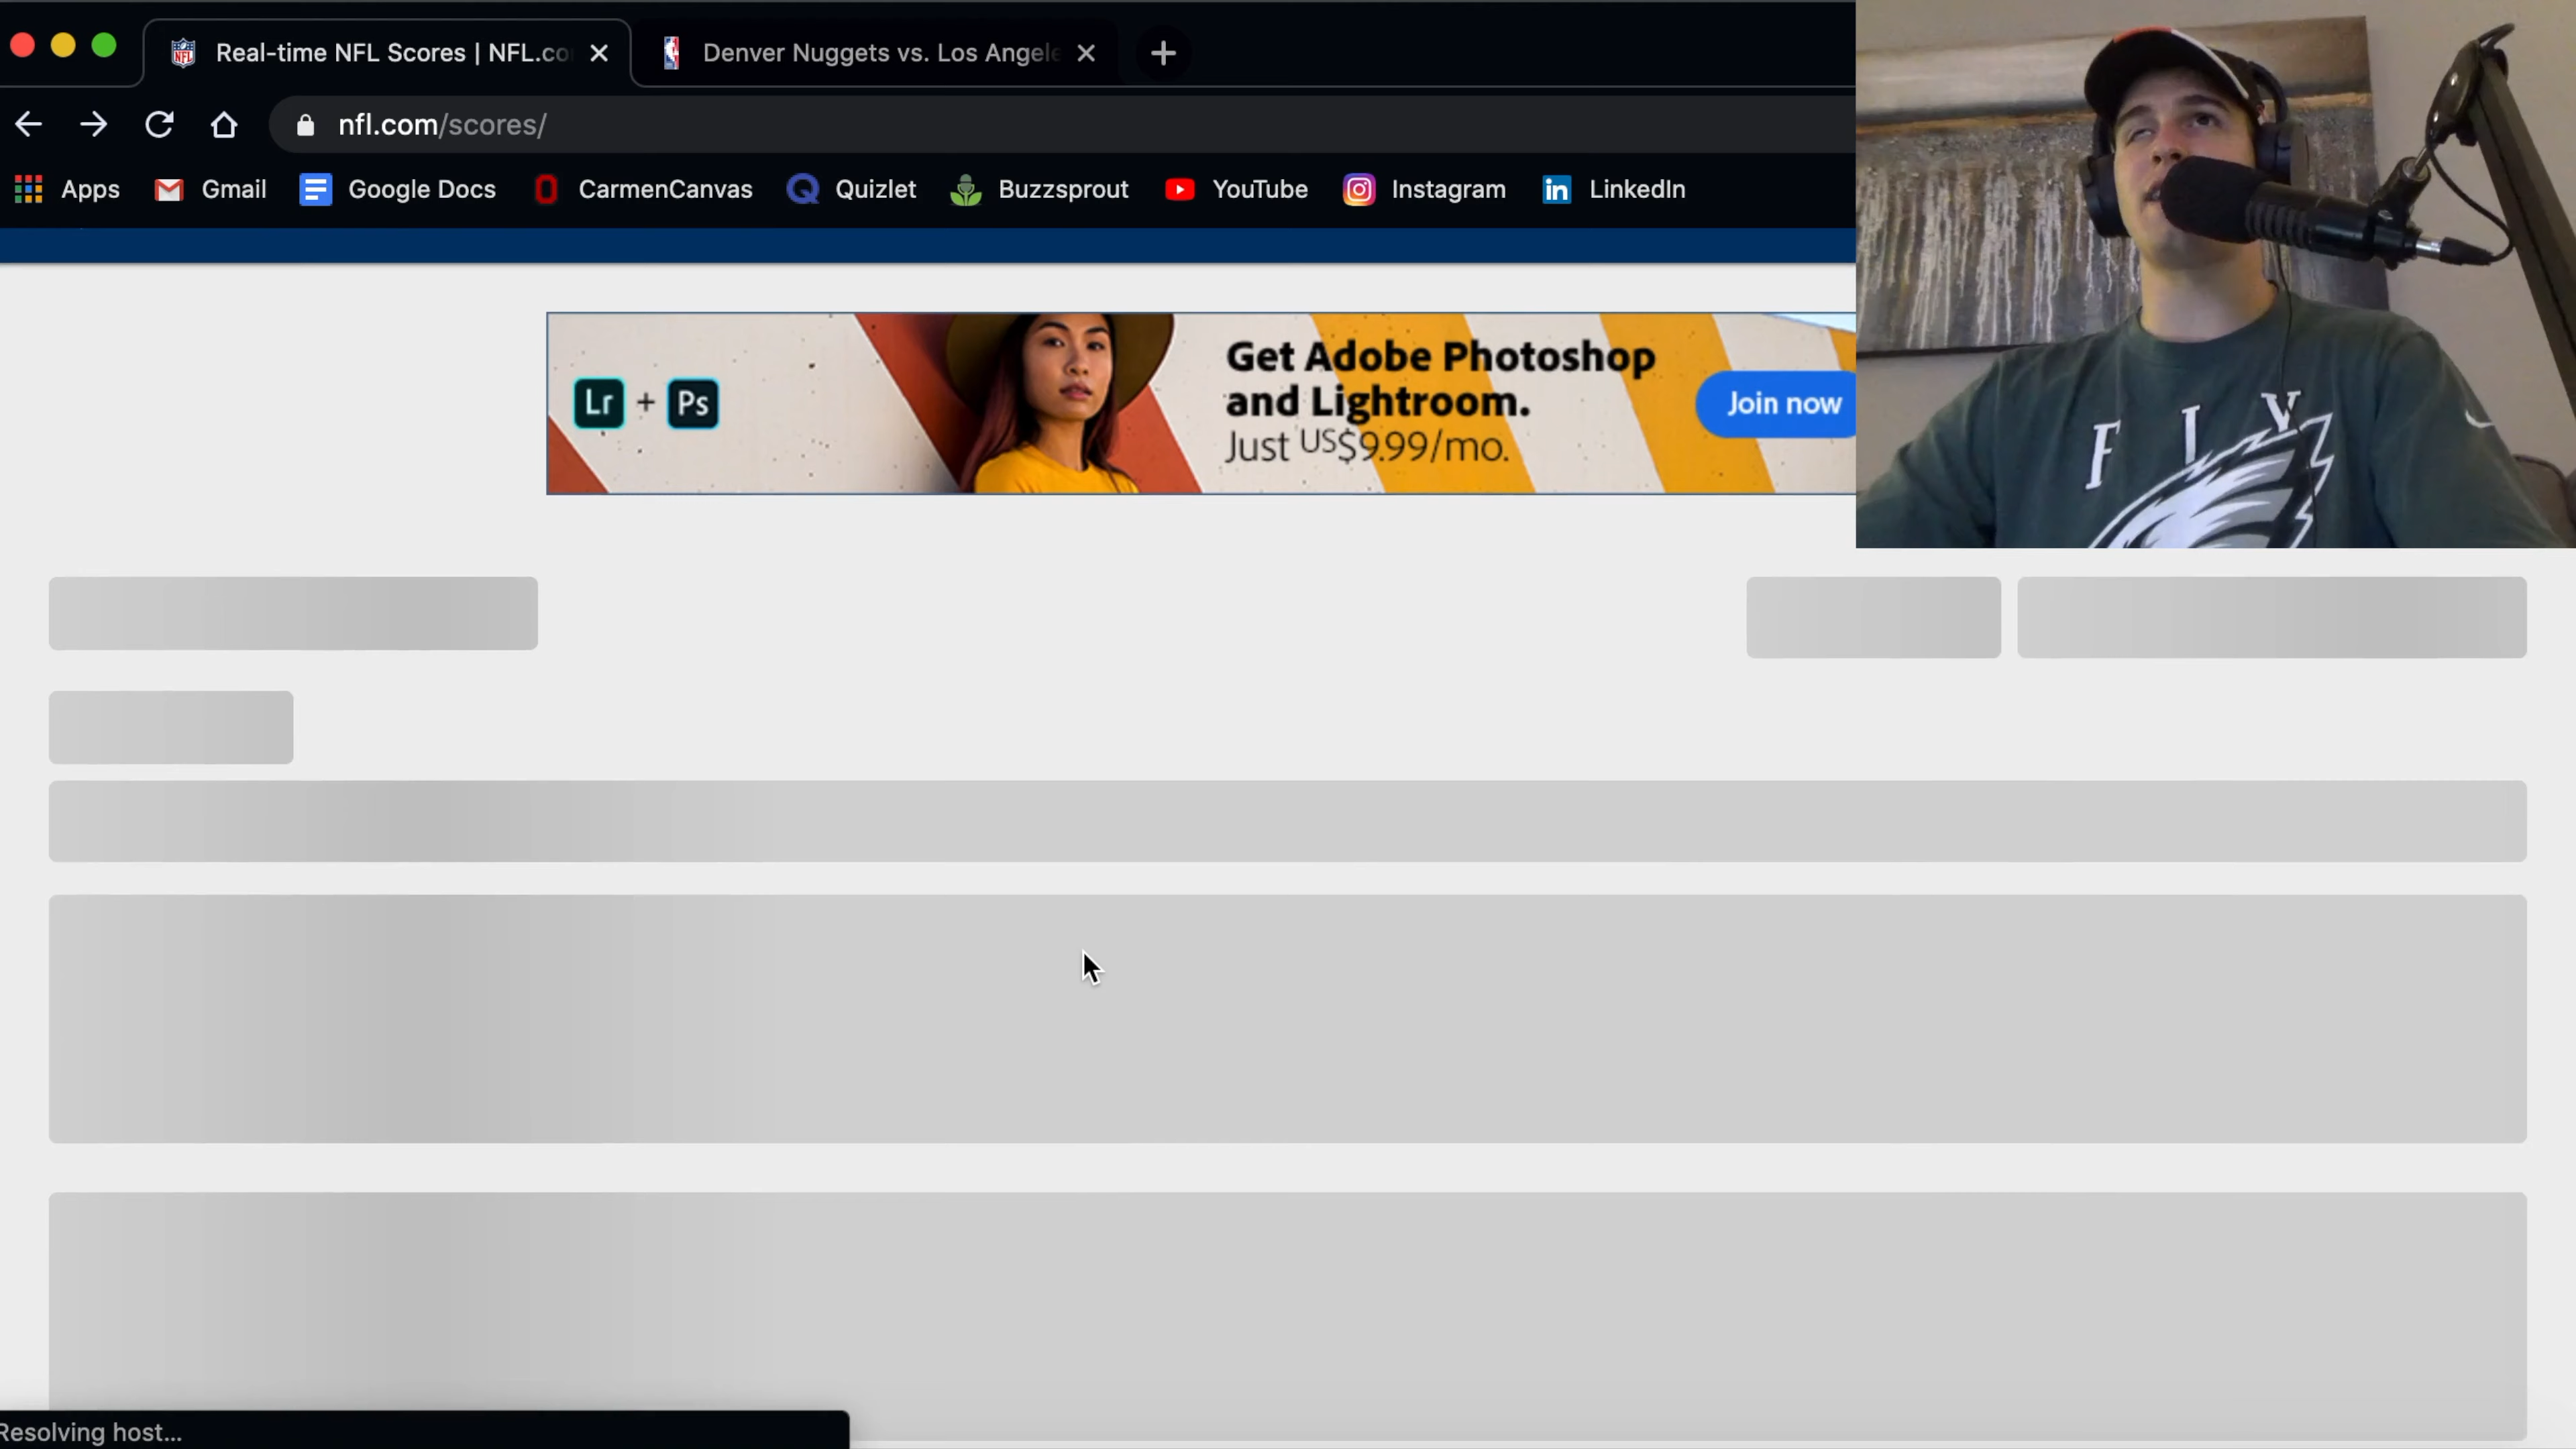 Real-time NFL Scores | NFL.co
Denver Nuggets vs. Los Angele
nfl.com/scores/
Apps
Gmail
Google Docs
CarmenCanvas
Quizlet
Buzzsprout
YouTube
Instagram
LinkedIn
Lr + Ps
Get Adobe Photoshop
and Lightroom.
Just US$9.99/mo.
Join now
FLY
Resolving host...